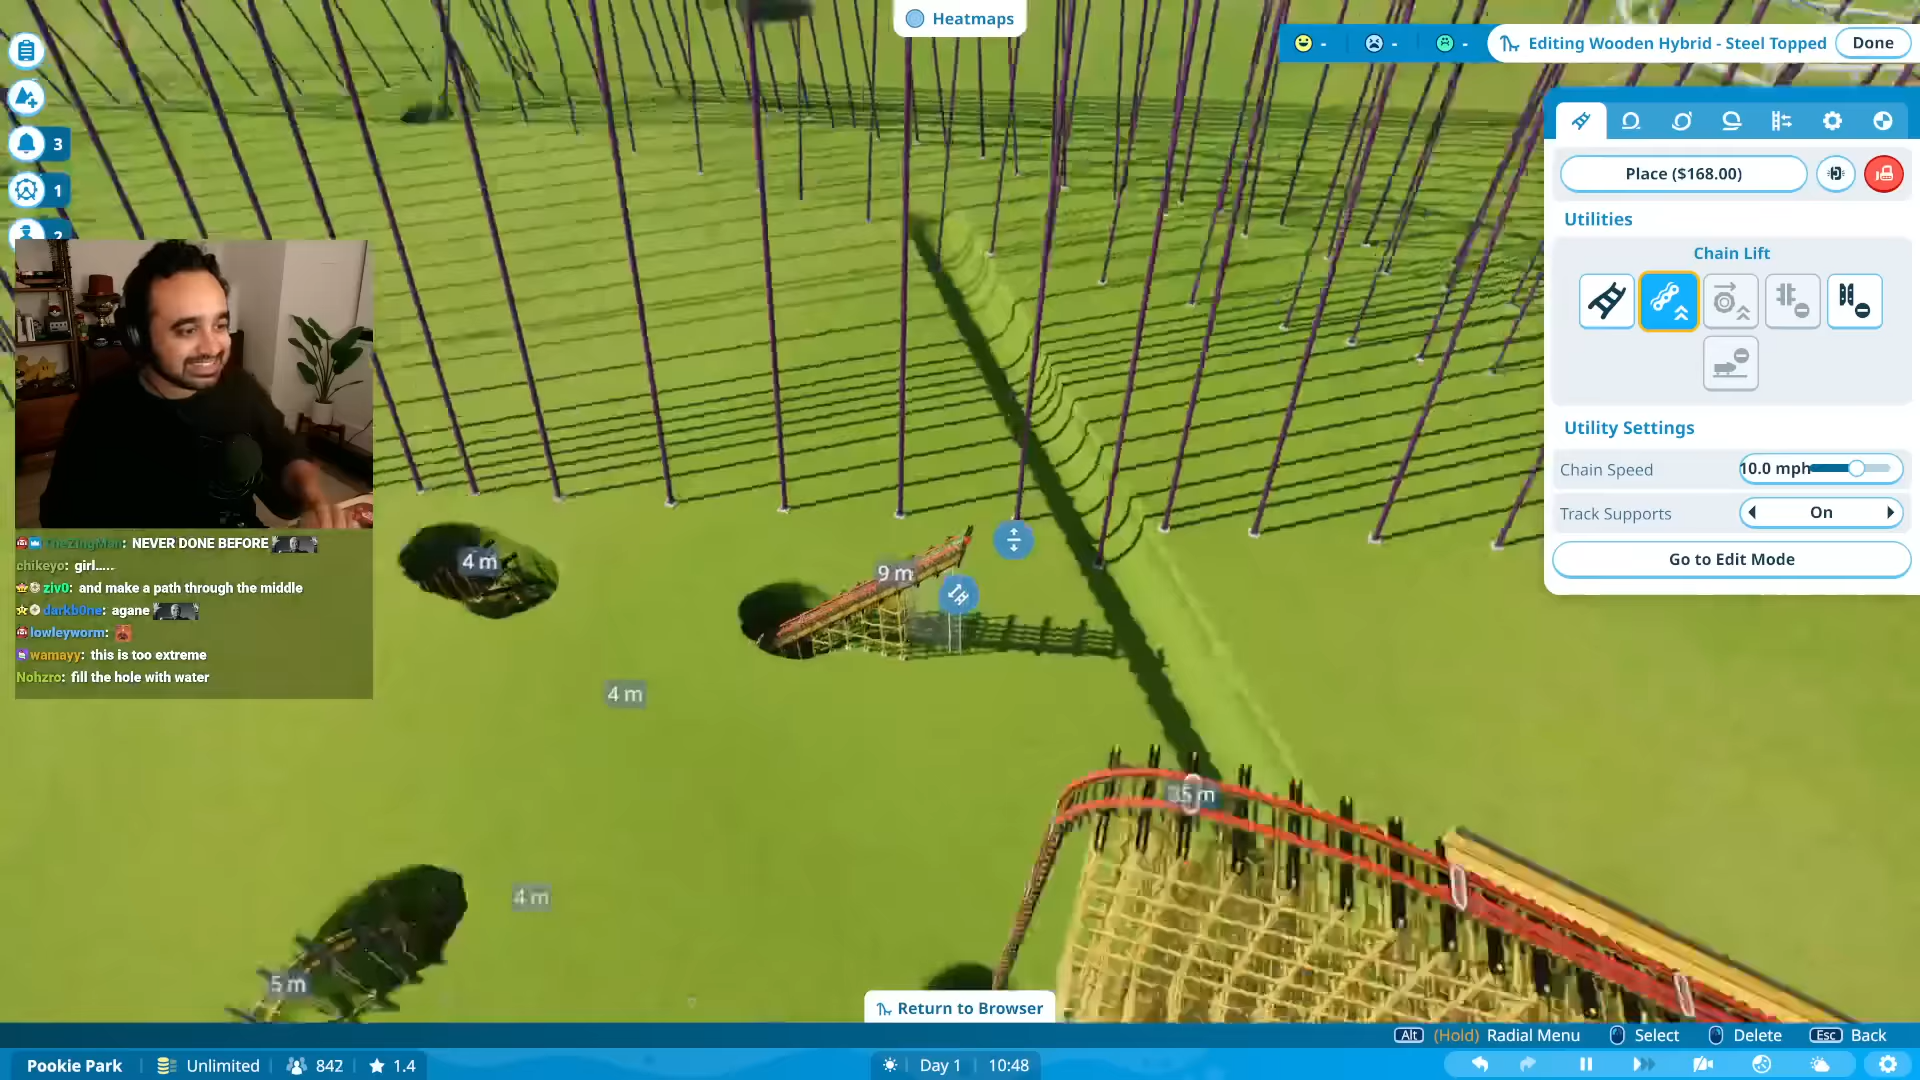 Heatmaps
- - -
Editing Wooden Hybrid - Steel Topped
Done
3
1
2
Place ($168.00)
Utilities
Chain Lift
Utility Settings
Chain Speed
10.0 mph
Track Supports
On
Go to Edit Mode
4 m
9 m
4 m
35 m
4 m
5 m
TheZingMan: NEVER DONE BEFORE
chikeyo: girl.....
ziv0: and make a path through the middle
darkb0ne: agane
lowleyworm:
wamayy: this is too extreme
Nohzro: fill the hole with water
Return to Browser
Alt (Hold) Radial Menu Select Delete Esc Back
Pookie Park Unlimited 842 1.4 Day 1 10:48